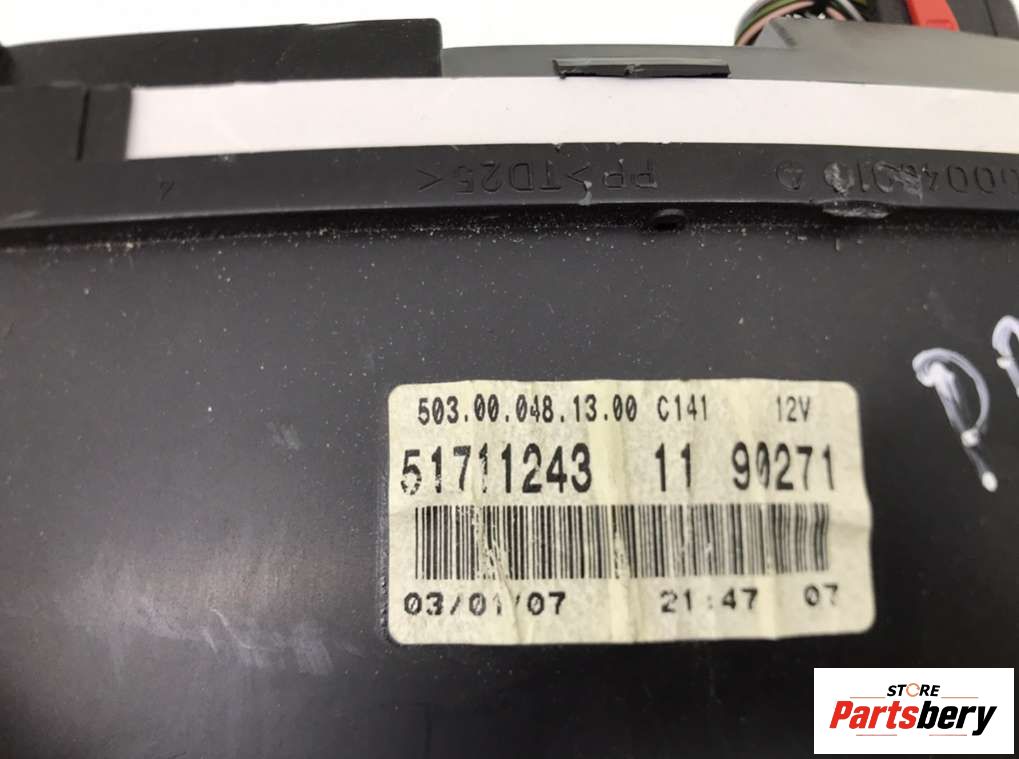 PP>TD25<
503.00.048.13.00 C141 12V
51711243 11 90271
03/01/07 21:47 07
STORE
Partsbery